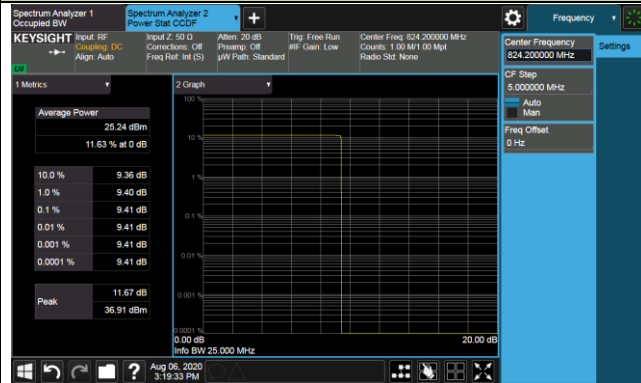 Spectrum Analyzer 1
Occupied BW
Spectrum Analyzer 2
Power Stat CCDF
Frequency
KEYSIGHT
Input: RF
Coupling: DC
Align: Auto
Input Z: 50 Ω
Corrections: Off
Freq Ref: Int (S)
Atten: 20 dB
Preamp: Off
µW Path: Standard
Trig: Free Run
#IF Gain: Low
Center Freq: 824.200000 MHz
Counts: 1.00 M/1.00 Mpt
Radio Std: None
Center Frequency
824.200000 MHz
Settings
CF Step
5.000000 MHz
Auto
Man
Freq Offset
0 Hz
1 Metrics
Average Power
25.24 dBm
11.63 % at 0 dB
10.0 % 9.36 dB
1.0 % 9.40 dB
0.1 % 9.41 dB
0.01 % 9.41 dB
0.001 % 9.41 dB
0.0001 % 9.41 dB
Peak
11.67 dB
36.91 dBm
2 Graph
100 %
10 %
1 %
0.1 %
0.01 %
0.001 %
0.0001 %
0.00 dB 20.00 dB
Info BW 25.000 MHz
?
Aug 06, 2020
3:19:33 PM